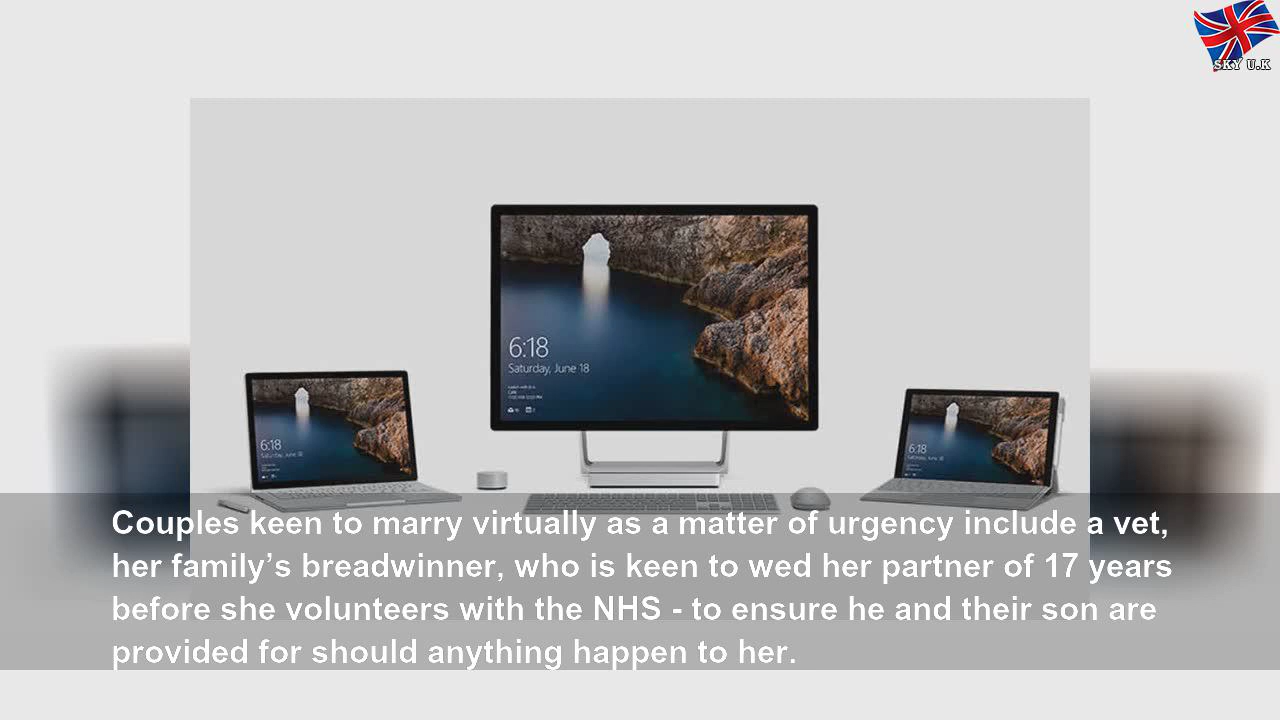 SKY U.K
6:18
Saturday, June 18
6:18
Saturday, June 18
6:18
Saturday, June 18
Couples keen to marry virtually as a matter of urgency include a vet,
her family’s breadwinner, who is keen to wed her partner of 17 years
before she volunteers with the NHS - to ensure he and their son are
provided for should anything happen to her.